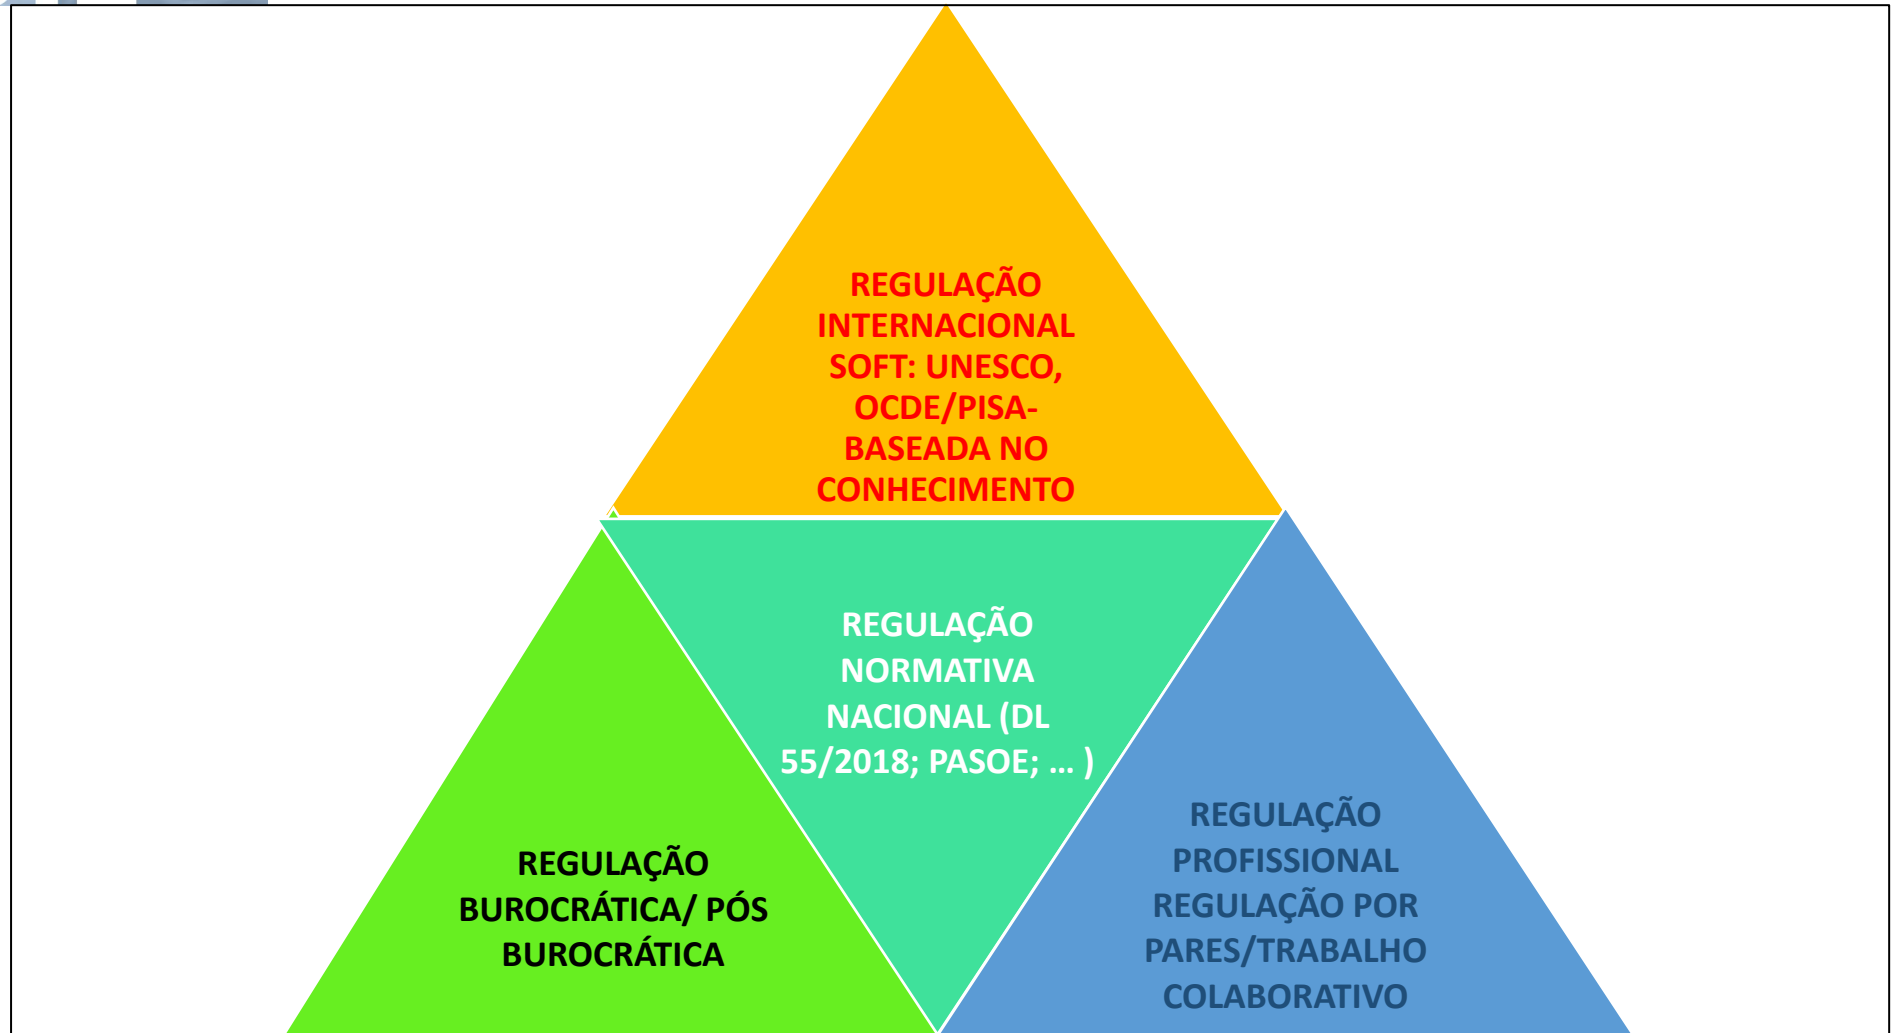 REGULAÇÃO
INTERNACIONAL
SOFT: UNESCO,
OCDE/PISA-
BASEADA NO
CONHECIMENTO
REGULAÇÃO
NORMATIVA
NACIONAL (DL
55/2018; PASOE; ... )
REGULAÇÃO
BUROCRÁTICA/ PÓS
BUROCRÁTICA
REGULAÇÃO
PROFISSIONAL
REGULAÇÃO POR
PARES/TRABALHO
COLABORATIVO